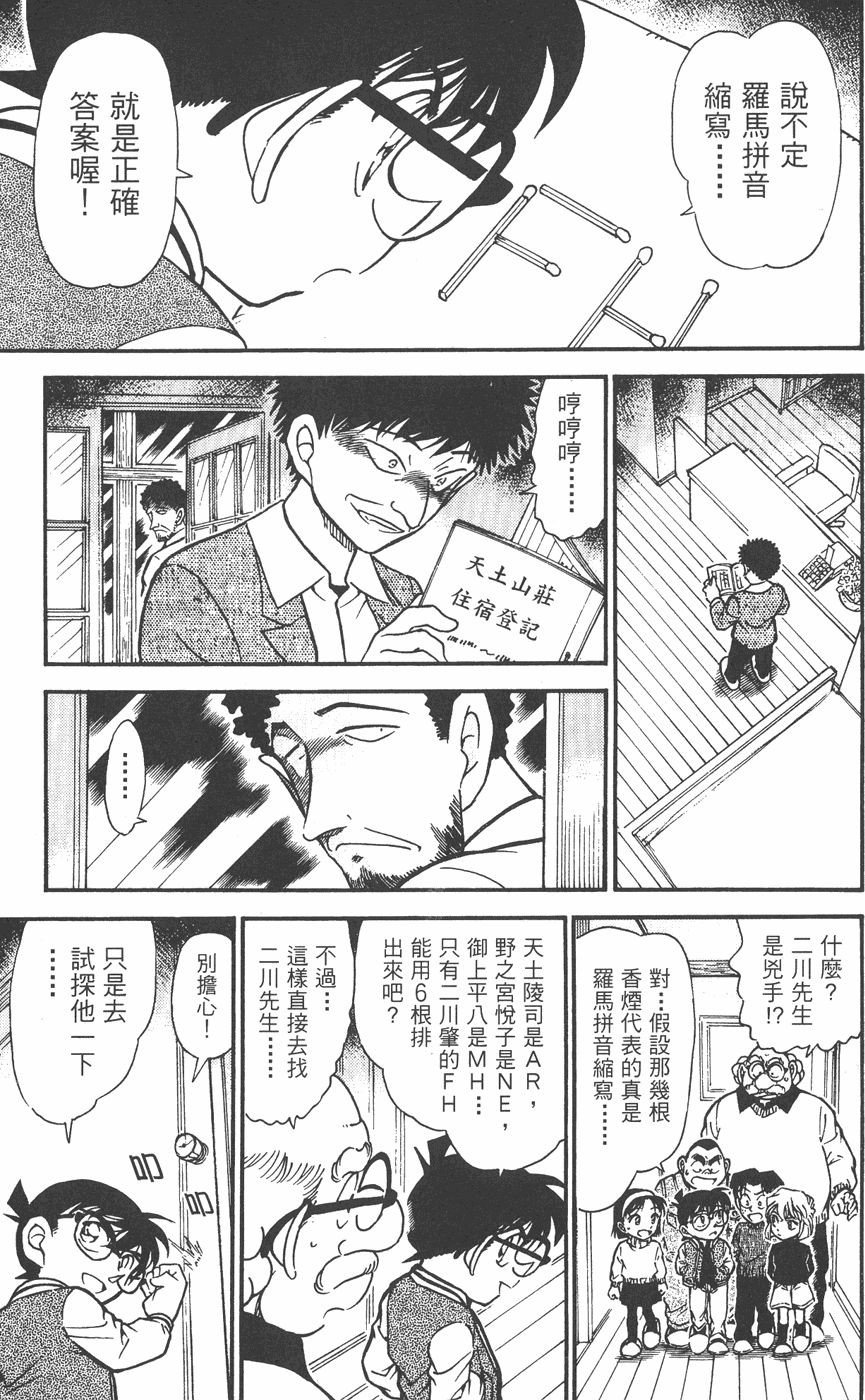 說不定
羅馬拼音
縮寫……
就是正確
答案喔！
哼哼哼……
天土山莊
住宿登記
……
什麼？
二川先生
是兇手!?
對…假設那幾根
香煙代表的真是
羅馬拼音縮寫……
天土陵司是AR，
野之宮悅子是NE，
御上平八是MH…
只有二川肇的FH
能用6根排
出來吧？
不過…
這樣直接去找
二川先生……
別擔心！
只是去
試探他一下
……
叩
叩